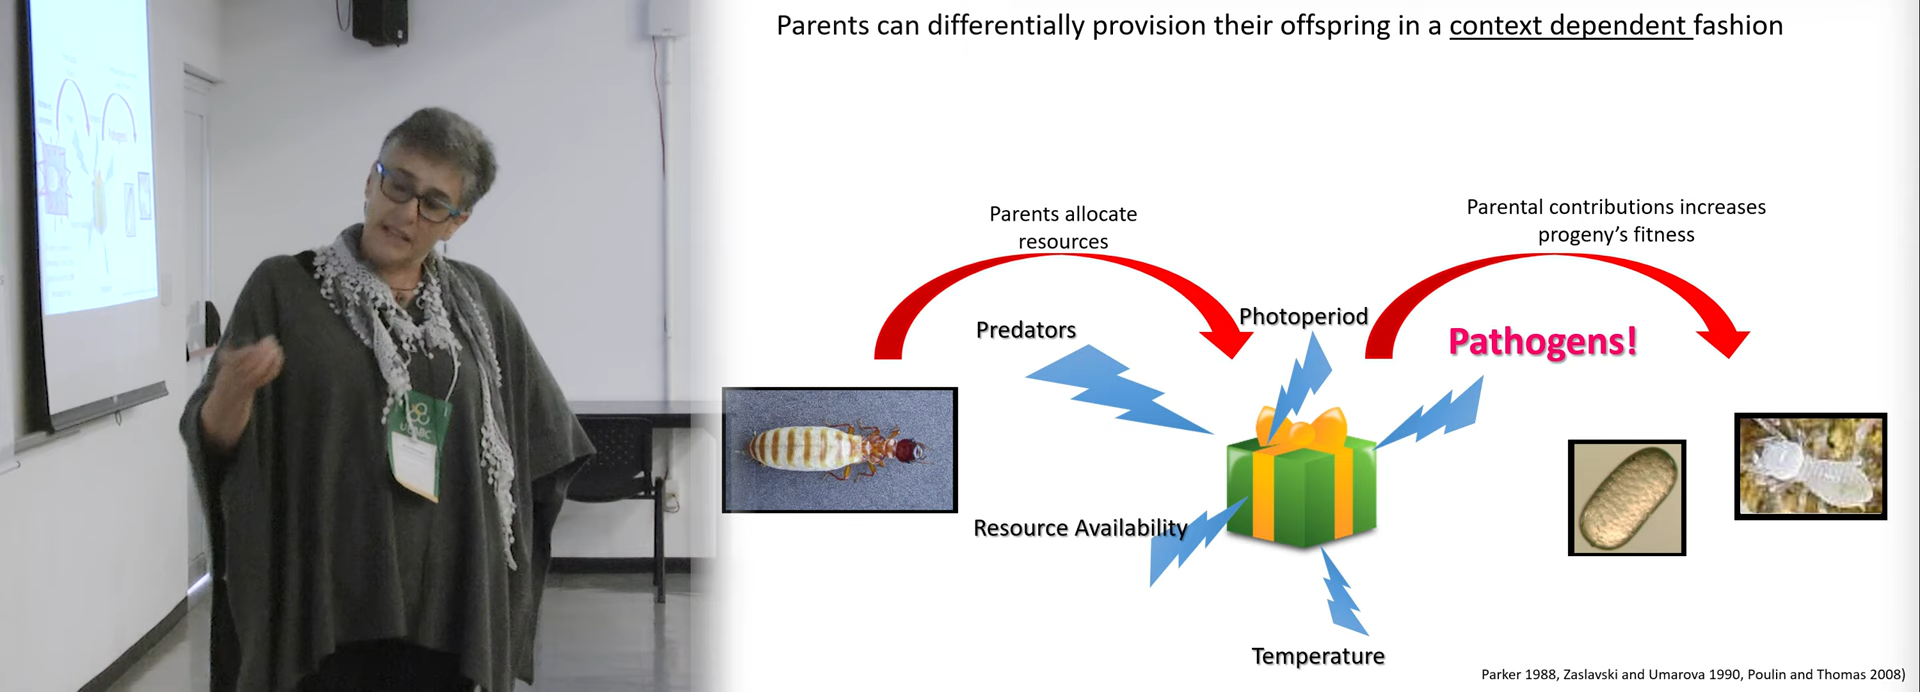 Parents can differentially provision their offspring in a context dependent fashion
Parents allocate
resources
Parental contributions increases
progeny's fitness
Predators
Photoperiod
Pathogens!
Resource Availability
Temperature
Parker 1988, Zaslavski and Umarova 1990, Poulin and Thomas 2008)